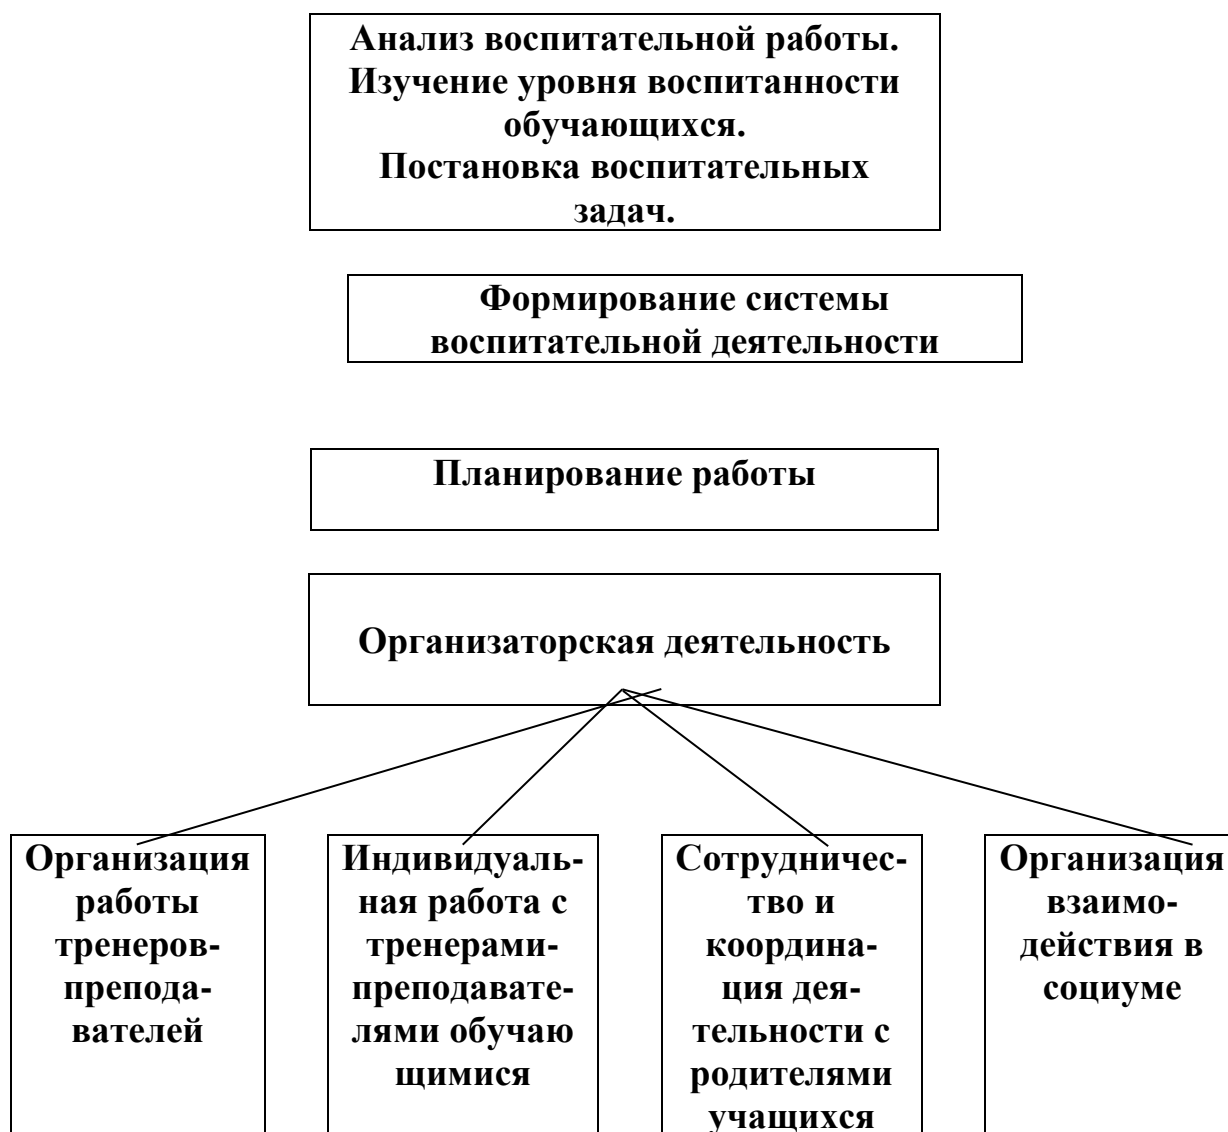 Анализ воспитательной работы.
Изучение уровня воспитанности
обучающихся.
Постановка воспитательных
задач.
Формирование системы
воспитательной деятельности
Планирование работы
Организаторская деятельность
Организация
работы
тренеров-
препода-
вателей
Индивидуаль-
ная работа с
тренерами-
преподавате-
лями обучаю
щимися
Сотрудничес-
тво и
координа-
ция дея-
тельности с
родителями
учащихся
Организация
взаимо-
действия в
социуме